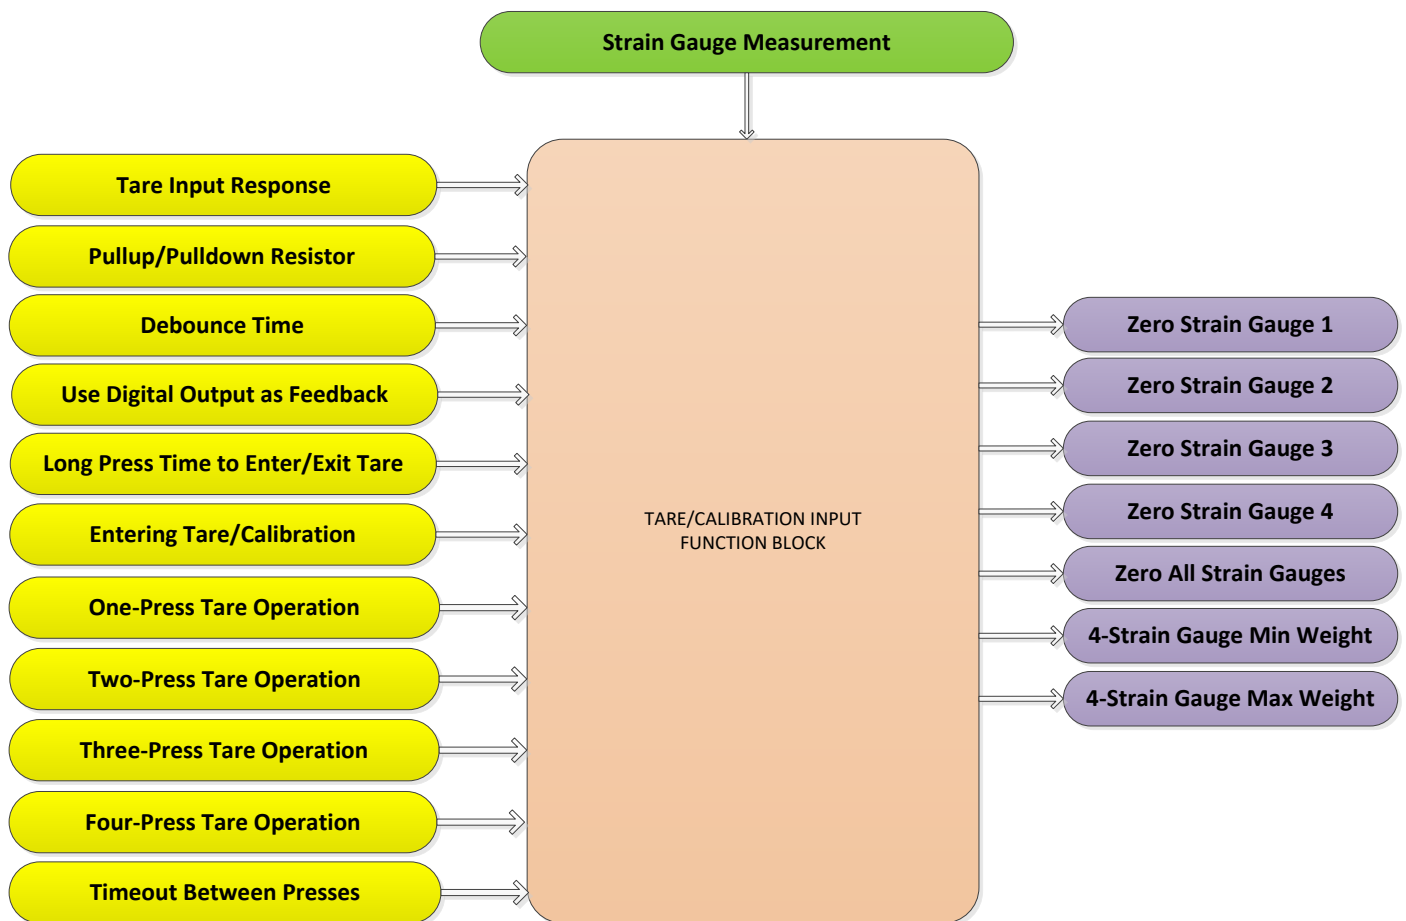 Strain Gauge Measurement
Tare Input Response
Pullup/Pulldown Resistor
Debounce Time
Use Digital Output as Feedback
Long Press Time to Enter/Exit Tare
Entering Tare/Calibration
One-Press Tare Operation
Two-Press Tare Operation
Three-Press Tare Operation
Four-Press Tare Operation
Timeout Between Presses
TARE/CALIBRATION INPUT
FUNCTION BLOCK
Zero Strain Gauge 1
Zero Strain Gauge 2
Zero Strain Gauge 3
Zero Strain Gauge 4
Zero All Strain Gauges
4-Strain Gauge Min Weight
4-Strain Gauge Max Weight